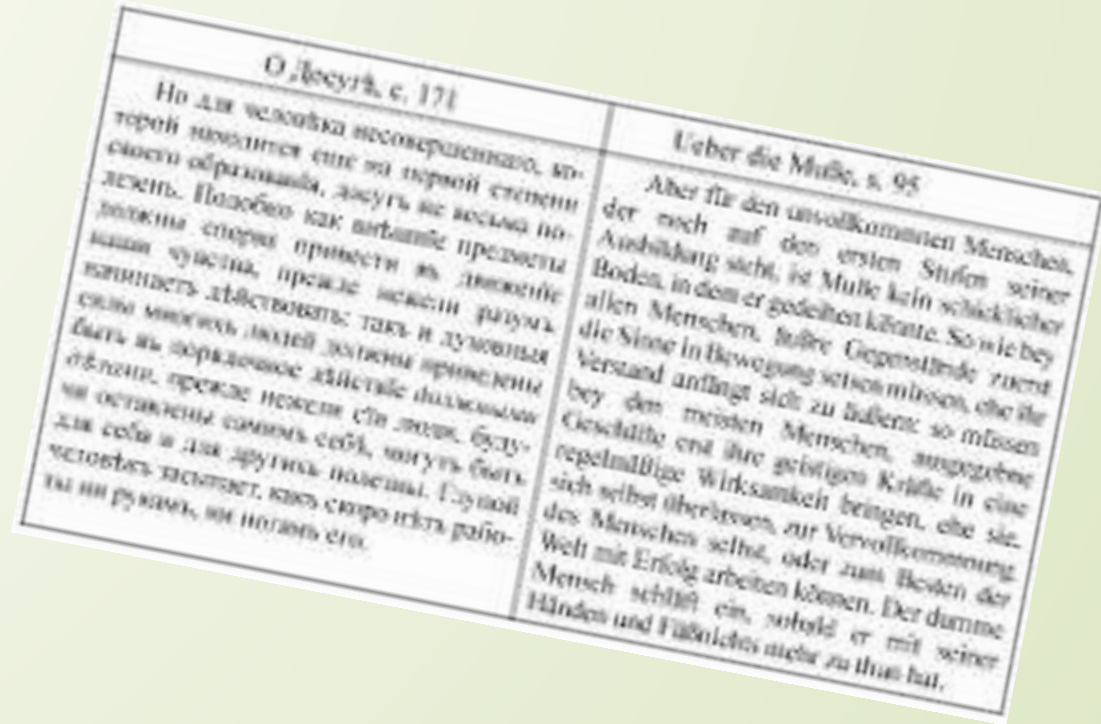 О Досугѣ, с. 171
Но для человѣка несовершеннаго, ко-
торой находится еще на первой степени
своего образованія, досугъ не весьма по-
лезенъ. Подобно какъ внѣшніе предметы
должны сперва привести въ движеніе
наши чувства, прежде нежели разумъ
начинаетъ дѣйствовать; такъ и душевныя
силы многихъ людей должны приведены
быть въ порядочное дѣйствіе должными
дѣлами, прежде нежели сіи люди, буду-
чи оставлены самимъ себѣ, могутъ быть
для себя и для другихъ полезны. Глупой
человѣкъ засыпаетъ, какъ скоро нѣтъ рабо-
ты ни рукамъ, ни ногамъ его.
Ueber die Muße, s. 95
Aber für den unvollkommnen Menschen,
der noch auf den ersten Stufen seiner
Ausbildung steht, ist Muße kein schicklicher
Boden, in dem er gedeihen könnte. So wie bey
allen Menschen, äußre Gegenstände zuerst
die Sinne in Bewegung setzen müssen, ehe ihr
Verstand anfängt sich zu äußern: so müssen
bey den meisten Menschen, aufgegebne
Geschäfte erst ihre geistigen Kräfte in eine
regelmäßige Wirksamkeit bringen, ehe sie,
sich selbst überlassen, zur Vervollkommnung
des Menschen selbst, oder zum Besten der
Welt mit Erfolg arbeiten können. Der dumme
Mensch schläft ein, sobald er mit seiner
Händen und Füßen nichts mehr zu thun hat.